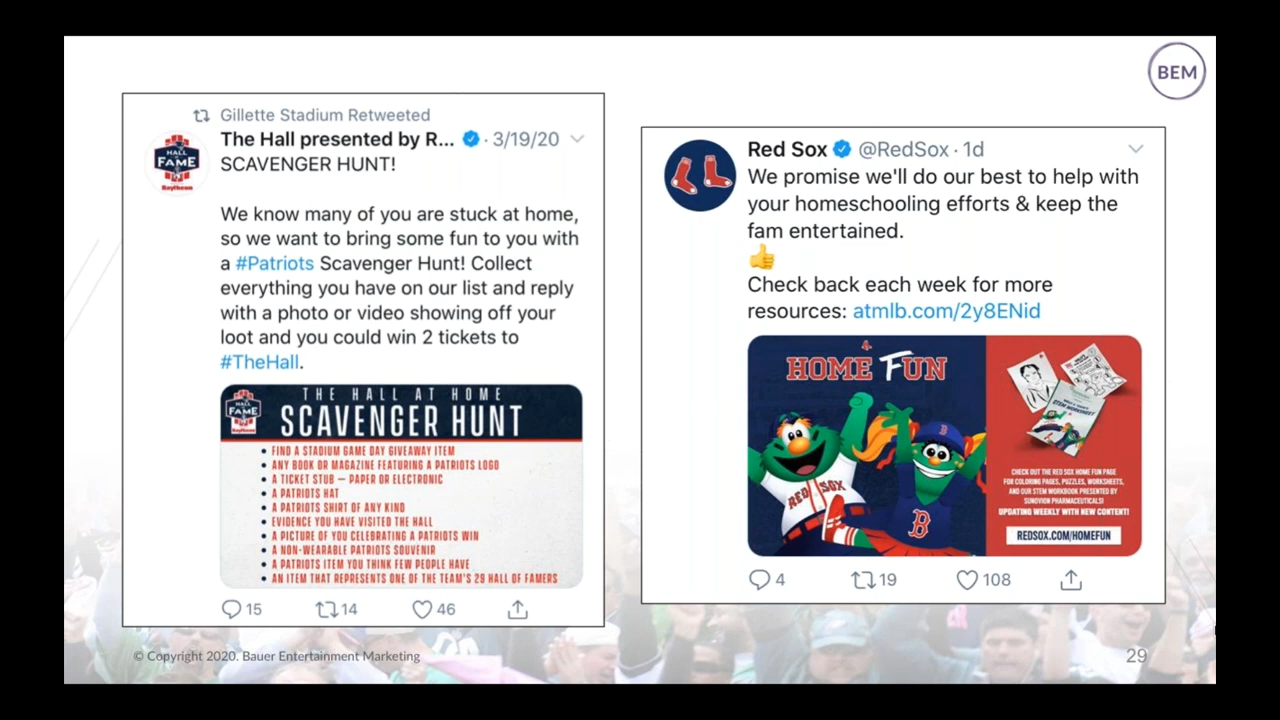 BEM
Gillette Stadium Retweeted
The Hall presented by R... · 3/19/20
SCAVENGER HUNT!
We know many of you are stuck at home,
so we want to bring some fun to you with
a #Patriots Scavenger Hunt! Collect
everything you have on our list and reply
with a photo or video showing off your
loot and you could win 2 tickets to
#TheHall.
HALL
of
FAME
Raytheon
THE HALL AT HOME
SCAVENGER HUNT
• FIND A STADIUM GAME DAY GIVEAWAY ITEM
• ANY BOOK OR MAGAZINE FEATURING A PATRIOTS LOGO
• A TICKET STUB — PAPER OR ELECTRONIC
• A PATRIOTS HAT
• A PATRIOTS SHIRT OF ANY KIND
• EVIDENCE YOU HAVE VISITED THE HALL
• A PICTURE OF YOU CELEBRATING A PATRIOTS WIN
• A NON-WEARABLE PATRIOTS SOUVENIR
• A PATRIOTS ITEM YOU THINK FEW PEOPLE HAVE
• AN ITEM THAT REPRESENTS ONE OF THE TEAM'S 29 HALL OF FAMERS
15 14 46
Red Sox @RedSox · 1d
We promise we'll do our best to help with
your homeschooling efforts & keep the
fam entertained.
👍
Check back each week for more
resources: atmlb.com/2y8ENid
HOME FUN
RED SOX
B
STEM WORKSHEET
CHECK OUT THE RED SOX HOME FUN PAGE
FOR COLORING PAGES, PUZZLES, WORKSHEETS,
AND OUR STEM WORKBOOK PRESENTED BY
SUNOVION PHARMACEUTICALS!
UPDATING WEEKLY WITH NEW CONTENT!
REDSOX.COM/HOMEFUN
4 19 108
© Copyright 2020. Bauer Entertainment Marketing
29